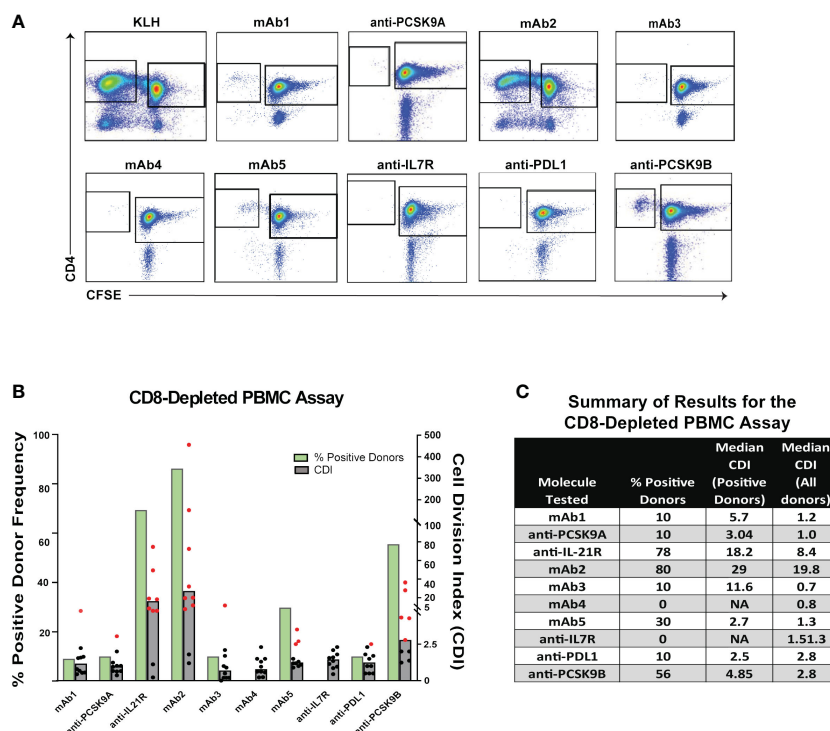 A
KLH
mAb1
anti-PCSK9A
mAb2
mAb3
mAb4
mAb5
anti-IL7R
anti-PDL1
anti-PCSK9B
CD4
CFSE
B
CD8-Depleted PBMC Assay
% Positive Donor Frequency
100
80
60
40
20
% Positive Donors
CDI
500
400
300
200
100
80
60
40
20
5
2.5
0
Cell Division Index (CDI)
mAb1
anti-PCSK9A
anti-IL21R
mAb2
mAb3
mAb4
mAb5
anti-IL7R
anti-PDL1
anti-PCSK9B
C
Summary of Results for the
CD8-Depleted PBMC Assay
Molecule Tested | % Positive Donors | Median CDI (Positive Donors) | Median CDI (All donors)
mAb1 10 5.7 1.2
anti-PCSK9A 10 3.04 1.0
anti-IL-21R 78 18.2 8.4
mAb2 80 29 19.8
mAb3 10 11.6 0.7
mAb4 0 NA 0.8
mAb5 30 2.7 1.3
anti-IL7R 0 NA 1.51.3
anti-PDL1 10 2.5 2.8
anti-PCSK9B 56 4.85 2.8